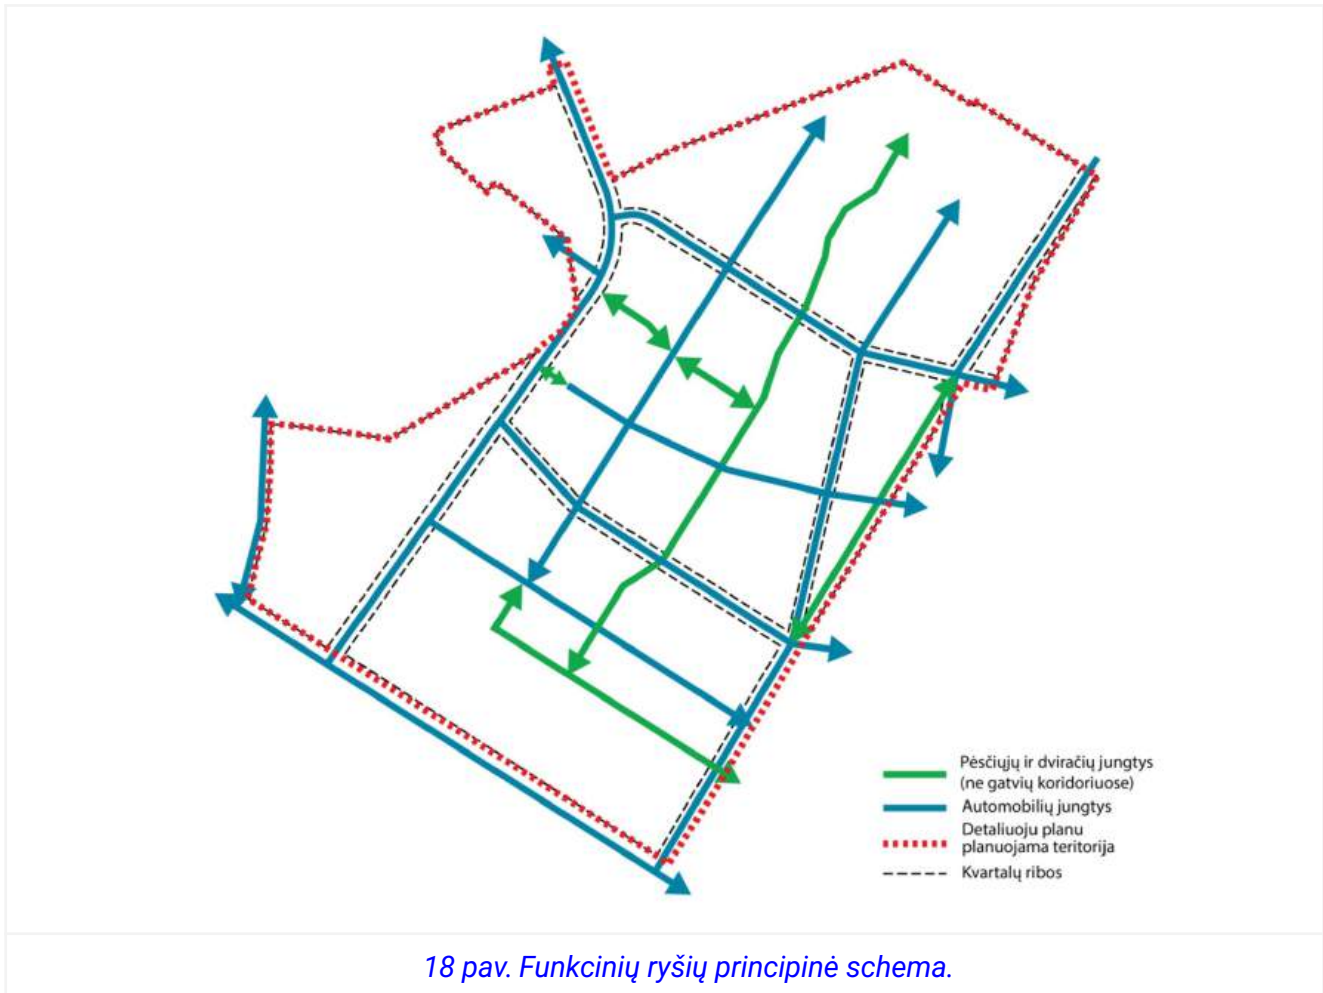 Pėsčiųjų ir dviračių jungtys
(ne gatvių koridoriuose)
Automobilių jungtys
Detaliuoju planu
planuojama teritorija
Kvartalų ribos
18 pav. Funkcinių ryšių principinė schema.